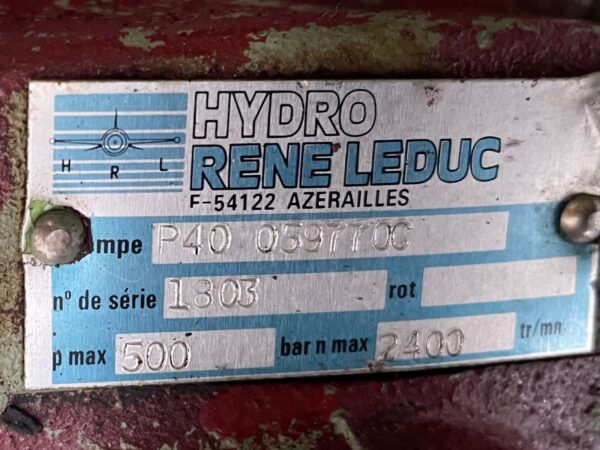 HYDRO
RENE LEDUC
H R L
F-54122 AZERAILLES
mpe P40 059770C
n° de série 1803 rot
p max 500 bar n max 2400 tr/mn